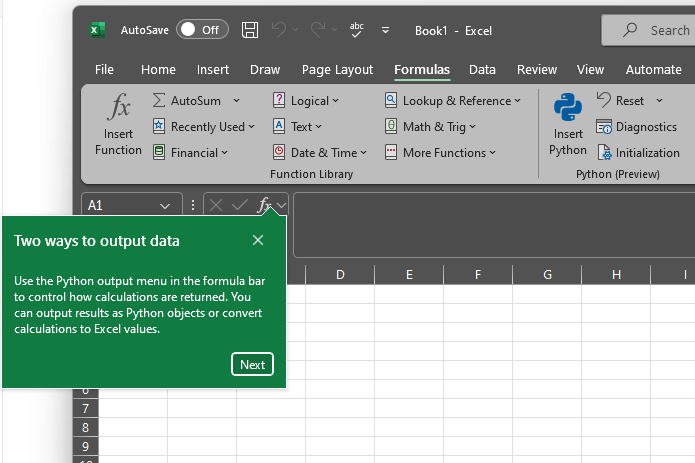 AutoSave Off abc Book1 - Excel Search
File Home Insert Draw Page Layout Formulas Data Review View Automate
fx Insert Function
AutoSum
Recently Used
Financial
Logical
Text
Date & Time
Lookup & Reference
Math & Trig
More Functions
Function Library
Insert Python
Reset
Diagnostics
Initialization
Python (Preview)
A1 fx
Two ways to output data
Use the Python output menu in the formula bar
to control how calculations are returned. You
can output results as Python objects or convert
calculations to Excel values.
Next
D E F G H I
7
8
9